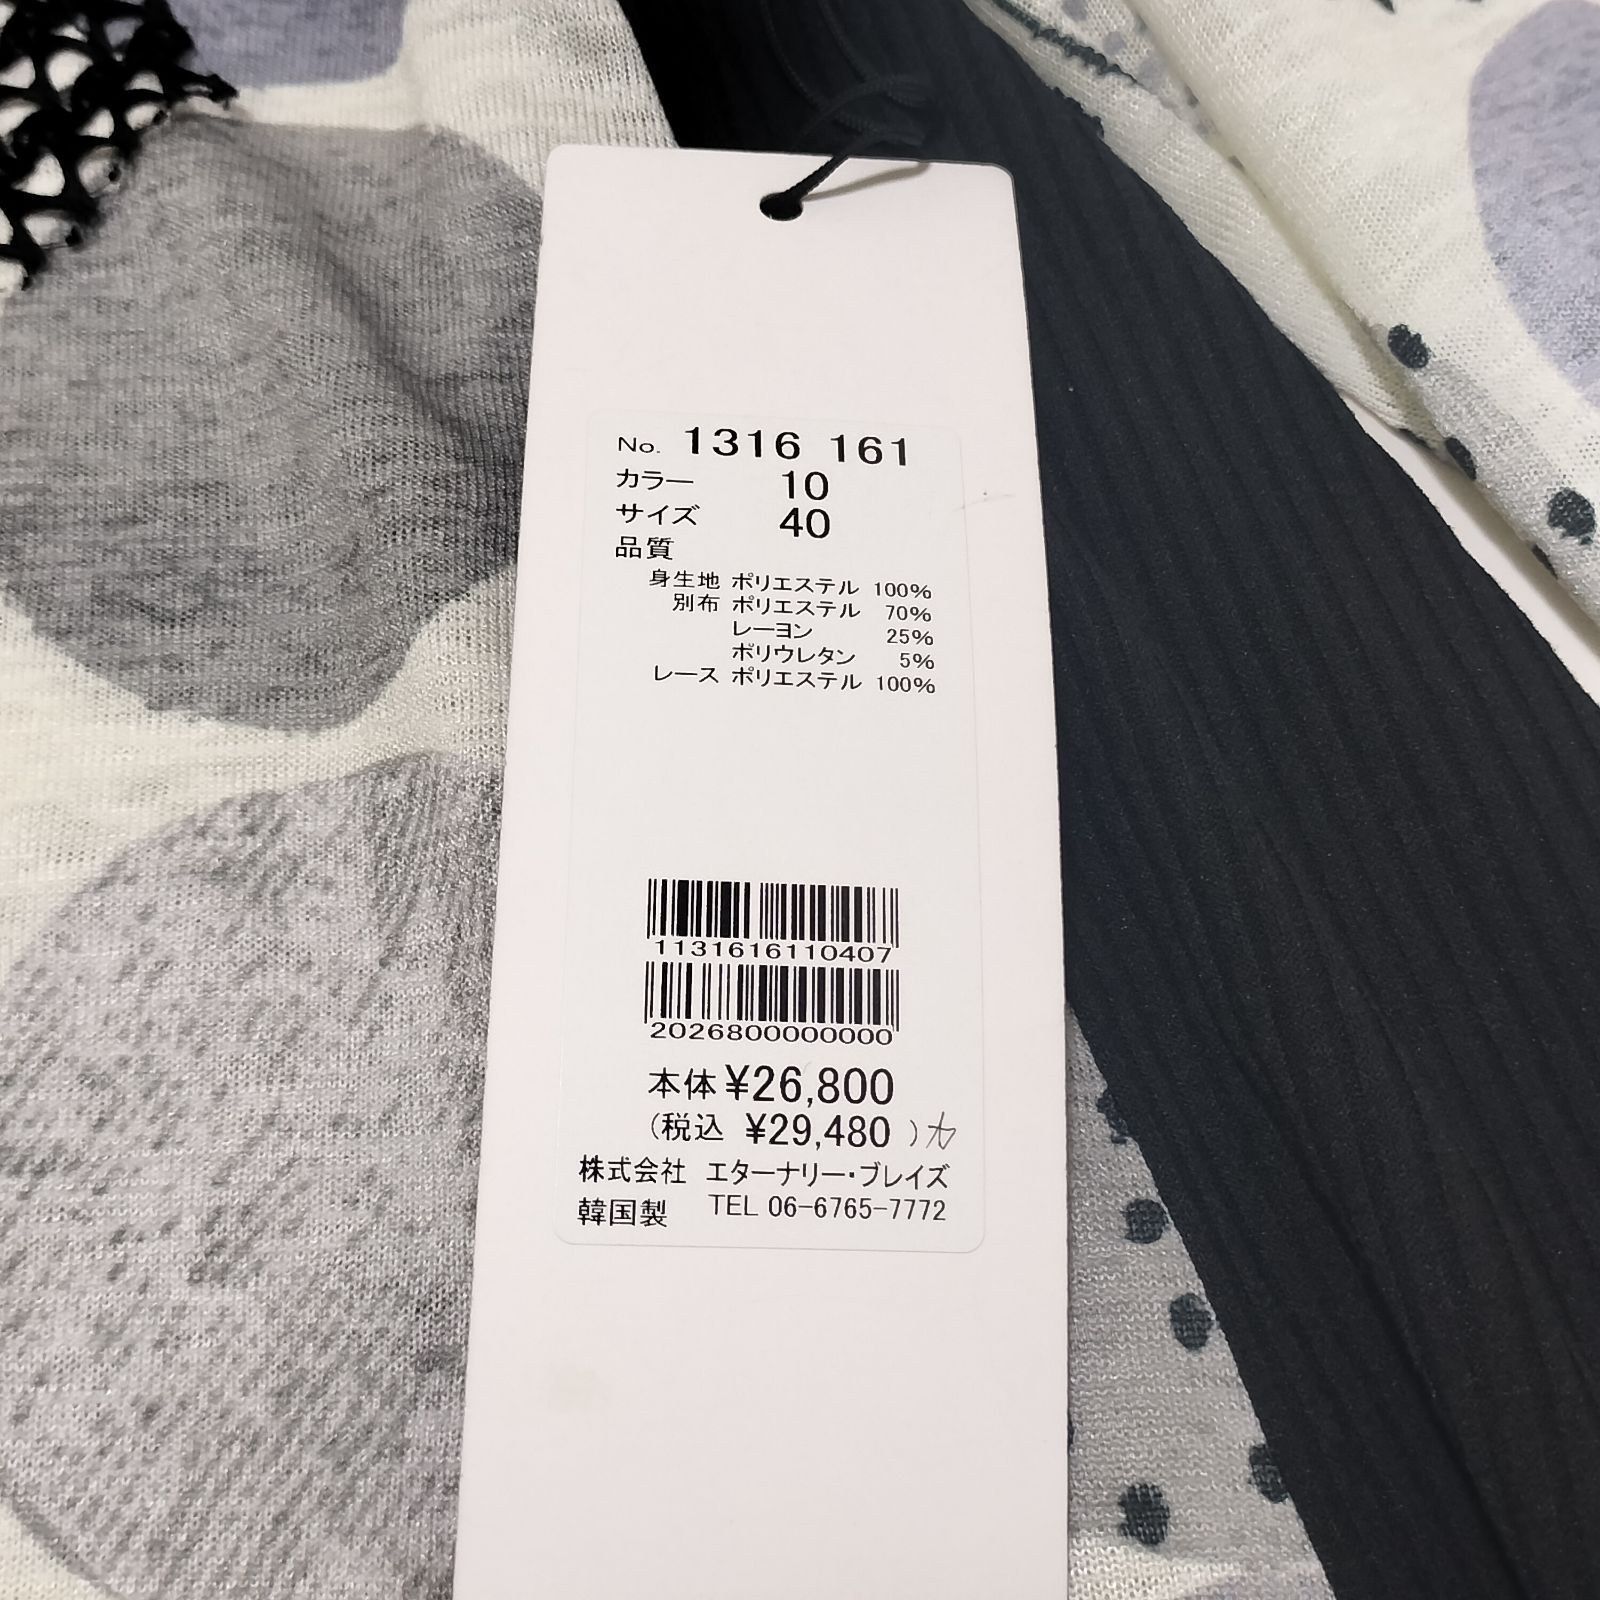 No. 1316 161
カラー 10
サイズ 40
品質
身生地 ポリエステル 100%
別布 ポリエステル 70%
レーヨン 25%
ポリウレタン 5%
レース ポリエステル 100%
1131616110407
2026800000000
本体 ¥26,800
(税込 ¥29,480 )
株式会社 エターナリー・ブレイズ
韓国製 TEL 06-6765-7772